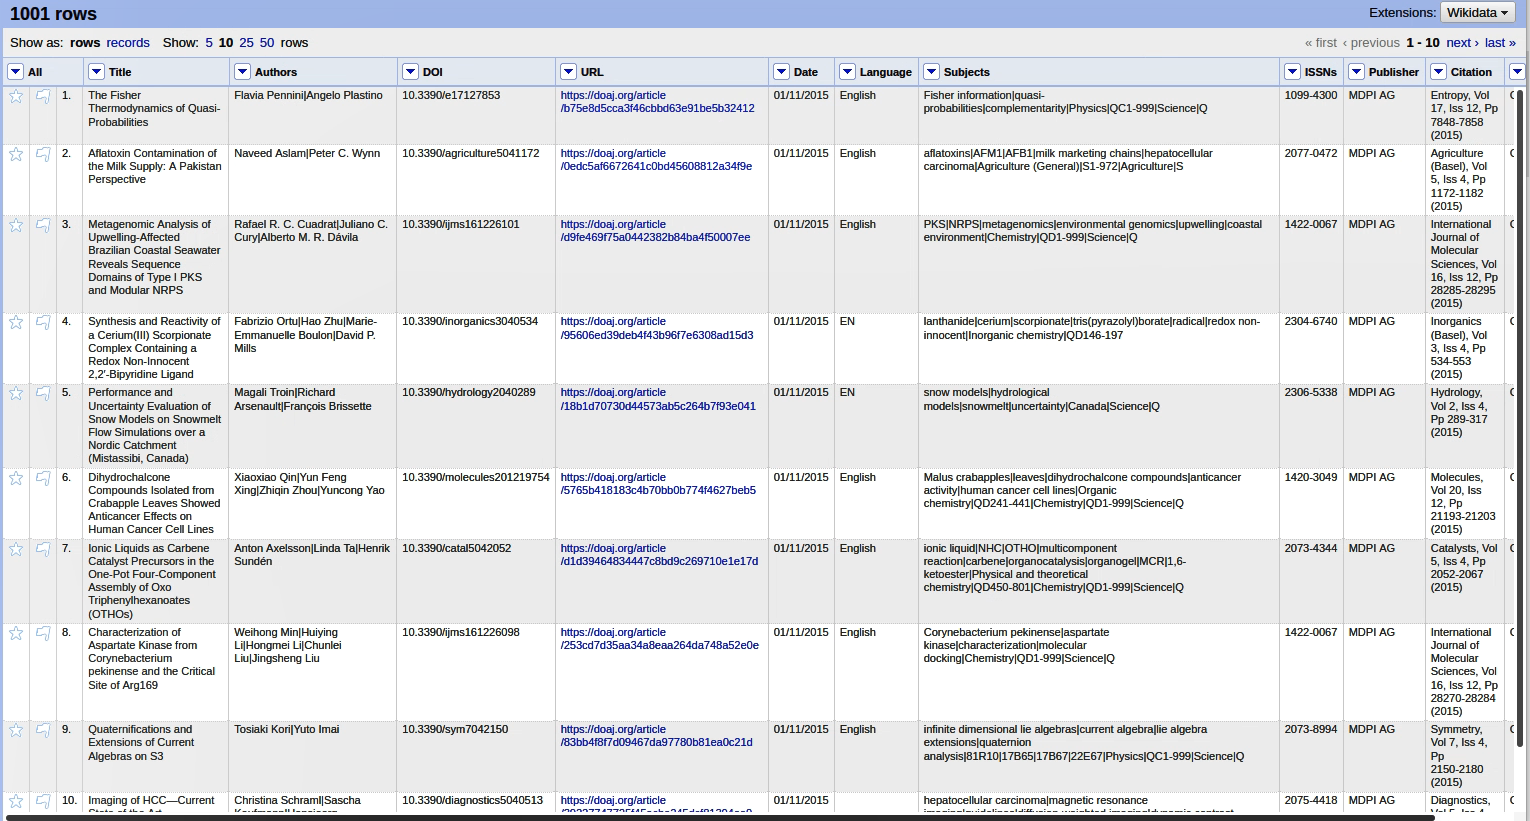 1001 rows
Extensions: Wikidata
Show as: rows records Show: 5 10 25 50 rows
« first ‹ previous 1 - 10 next › last »
All Title Authors DOI URL Date Language Subjects ISSNs Publisher Citation
1.
The Fisher
Thermodynamics of Quasi-
Probabilities
Flavia Pennini|Angelo Plastino
10.3390/e17127853
https://doaj.org/article
/b75e8d5cca3f46cbbd63e91be5b32412
01/11/2015
English
Fisher information|quasi-
probabilities|complementarity|Physics|QC1-999|Science|Q
1099-4300
MDPI AG
Entropy, Vol
17, Iss 12, Pp
7848-7858
(2015)
2.
Aflatoxin Contamination of
the Milk Supply: A Pakistan
Perspective
Naveed Aslam|Peter C. Wynn
10.3390/agriculture5041172
https://doaj.org/article
/0edc5af6672641c0bd45608812a34f9e
01/11/2015
English
aflatoxins|AFM1|AFB1|milk marketing chains|hepatocellular
carcinoma|Agriculture (General)|S1-972|Agriculture|S
2077-0472
MDPI AG
Agriculture
(Basel), Vol
5, Iss 4, Pp
1172-1182
(2015)
3.
Metagenomic Analysis of
Upwelling-Affected
Brazilian Coastal Seawater
Reveals Sequence
Domains of Type I PKS
and Modular NRPS
Rafael R. C. Cuadrat|Juliano C.
Cury|Alberto M. R. Dávila
10.3390/ijms161226101
https://doaj.org/article
/d9fe469f75a0442382b84ba4f50007ee
01/11/2015
English
PKS|NRPS|metagenomics|environmental genomics|upwelling|coastal
environment|Chemistry|QD1-999|Science|Q
1422-0067
MDPI AG
International
Journal of
Molecular
Sciences, Vol
16, Iss 12, Pp
28285-28295
(2015)
4.
Synthesis and Reactivity of
a Cerium(III) Scorpionate
Complex Containing a
Redox Non-Innocent
2,2′-Bipyridine Ligand
Fabrizio Ortu|Hao Zhu|Marie-
Emmanuelle Boulon|David P.
Mills
10.3390/inorganics3040534
https://doaj.org/article
/95606ed39deb4f43b96f7e6308ad15d3
01/11/2015
EN
lanthanide|cerium|scorpionate|tris(pyrazolyl)borate|radical|redox non-
innocent|Inorganic chemistry|QD146-197
2304-6740
MDPI AG
Inorganics
(Basel), Vol
3, Iss 4, Pp
534-553
(2015)
5.
Performance and
Uncertainty Evaluation of
Snow Models on Snowmelt
Flow Simulations over a
Nordic Catchment
(Mistassibi, Canada)
Magali Troin|Richard
Arsenault|François Brissette
10.3390/hydrology2040289
https://doaj.org/article
/18b1d70730d44573ab5c264b7f93e041
01/11/2015
EN
snow models|hydrological
models|snowmelt|uncertainty|Canada|Science|Q
2306-5338
MDPI AG
Hydrology,
Vol 2, Iss 4,
Pp 289-317
(2015)
6.
Dihydrochalcone
Compounds Isolated from
Crabapple Leaves Showed
Anticancer Effects on
Human Cancer Cell Lines
Xiaoxiao Qin|Yun Feng
Xing|Zhiqin Zhou|Yuncong Yao
10.3390/molecules201219754
https://doaj.org/article
/5765b418183c4b70bb0b774f4627beb5
01/11/2015
English
Malus crabapples|leaves|dihydrochalcone compounds|anticancer
activity|human cancer cell lines|Organic
chemistry|QD241-441|Chemistry|QD1-999|Science|Q
1420-3049
MDPI AG
Molecules,
Vol 20, Iss
12, Pp
21193-21203
(2015)
7.
Ionic Liquids as Carbene
Catalyst Precursors in the
One-Pot Four-Component
Assembly of Oxo
Triphenylhexanoates
(OTHOs)
Anton Axelsson|Linda Ta|Henrik
Sundén
10.3390/catal5042052
https://doaj.org/article
/d1d39464834447c8bd9c269710e1e17d
01/11/2015
English
ionic liquid|NHC|OTHO|multicomponent
reaction|carbene|organocatalysis|organogel|MCR|1,6-
ketoester|Physical and theoretical
chemistry|QD450-801|Chemistry|QD1-999|Science|Q
2073-4344
MDPI AG
Catalysts, Vol
5, Iss 4, Pp
2052-2067
(2015)
8.
Characterization of
Aspartate Kinase from
Corynebacterium
pekinense and the Critical
Site of Arg169
Weihong Min|Huiying
Li|Hongmei Li|Chunlei
Liu|Jingsheng Liu
10.3390/ijms161226098
https://doaj.org/article
/253cd7d35aa34a8eaa264da748a52e0e
01/11/2015
English
Corynebacterium pekinense|aspartate
kinase|characterization|molecular
docking|Chemistry|QD1-999|Science|Q
1422-0067
MDPI AG
International
Journal of
Molecular
Sciences, Vol
16, Iss 12, Pp
28270-28284
(2015)
9.
Quaternifications and
Extensions of Current
Algebras on S3
Tosiaki Kori|Yuto Imai
10.3390/sym7042150
https://doaj.org/article
/83bb4f8f7d09467da97780b81ea0c21d
01/11/2015
English
infinite dimensional lie algebras|current algebra|lie algebra
extensions|quaternion
analysis|81R10|17B65|17B67|22E67|Physics|QC1-999|Science|Q
2073-8994
MDPI AG
Symmetry,
Vol 7, Iss 4,
Pp
2150-2180
(2015)
10.
Imaging of HCC—Current
Christina Schraml|Sascha
10.3390/diagnostics5040513
https://doaj.org/article
01/11/2015
English
hepatocellular carcinoma|magnetic resonance
2075-4418
MDPI AG
Diagnostics,